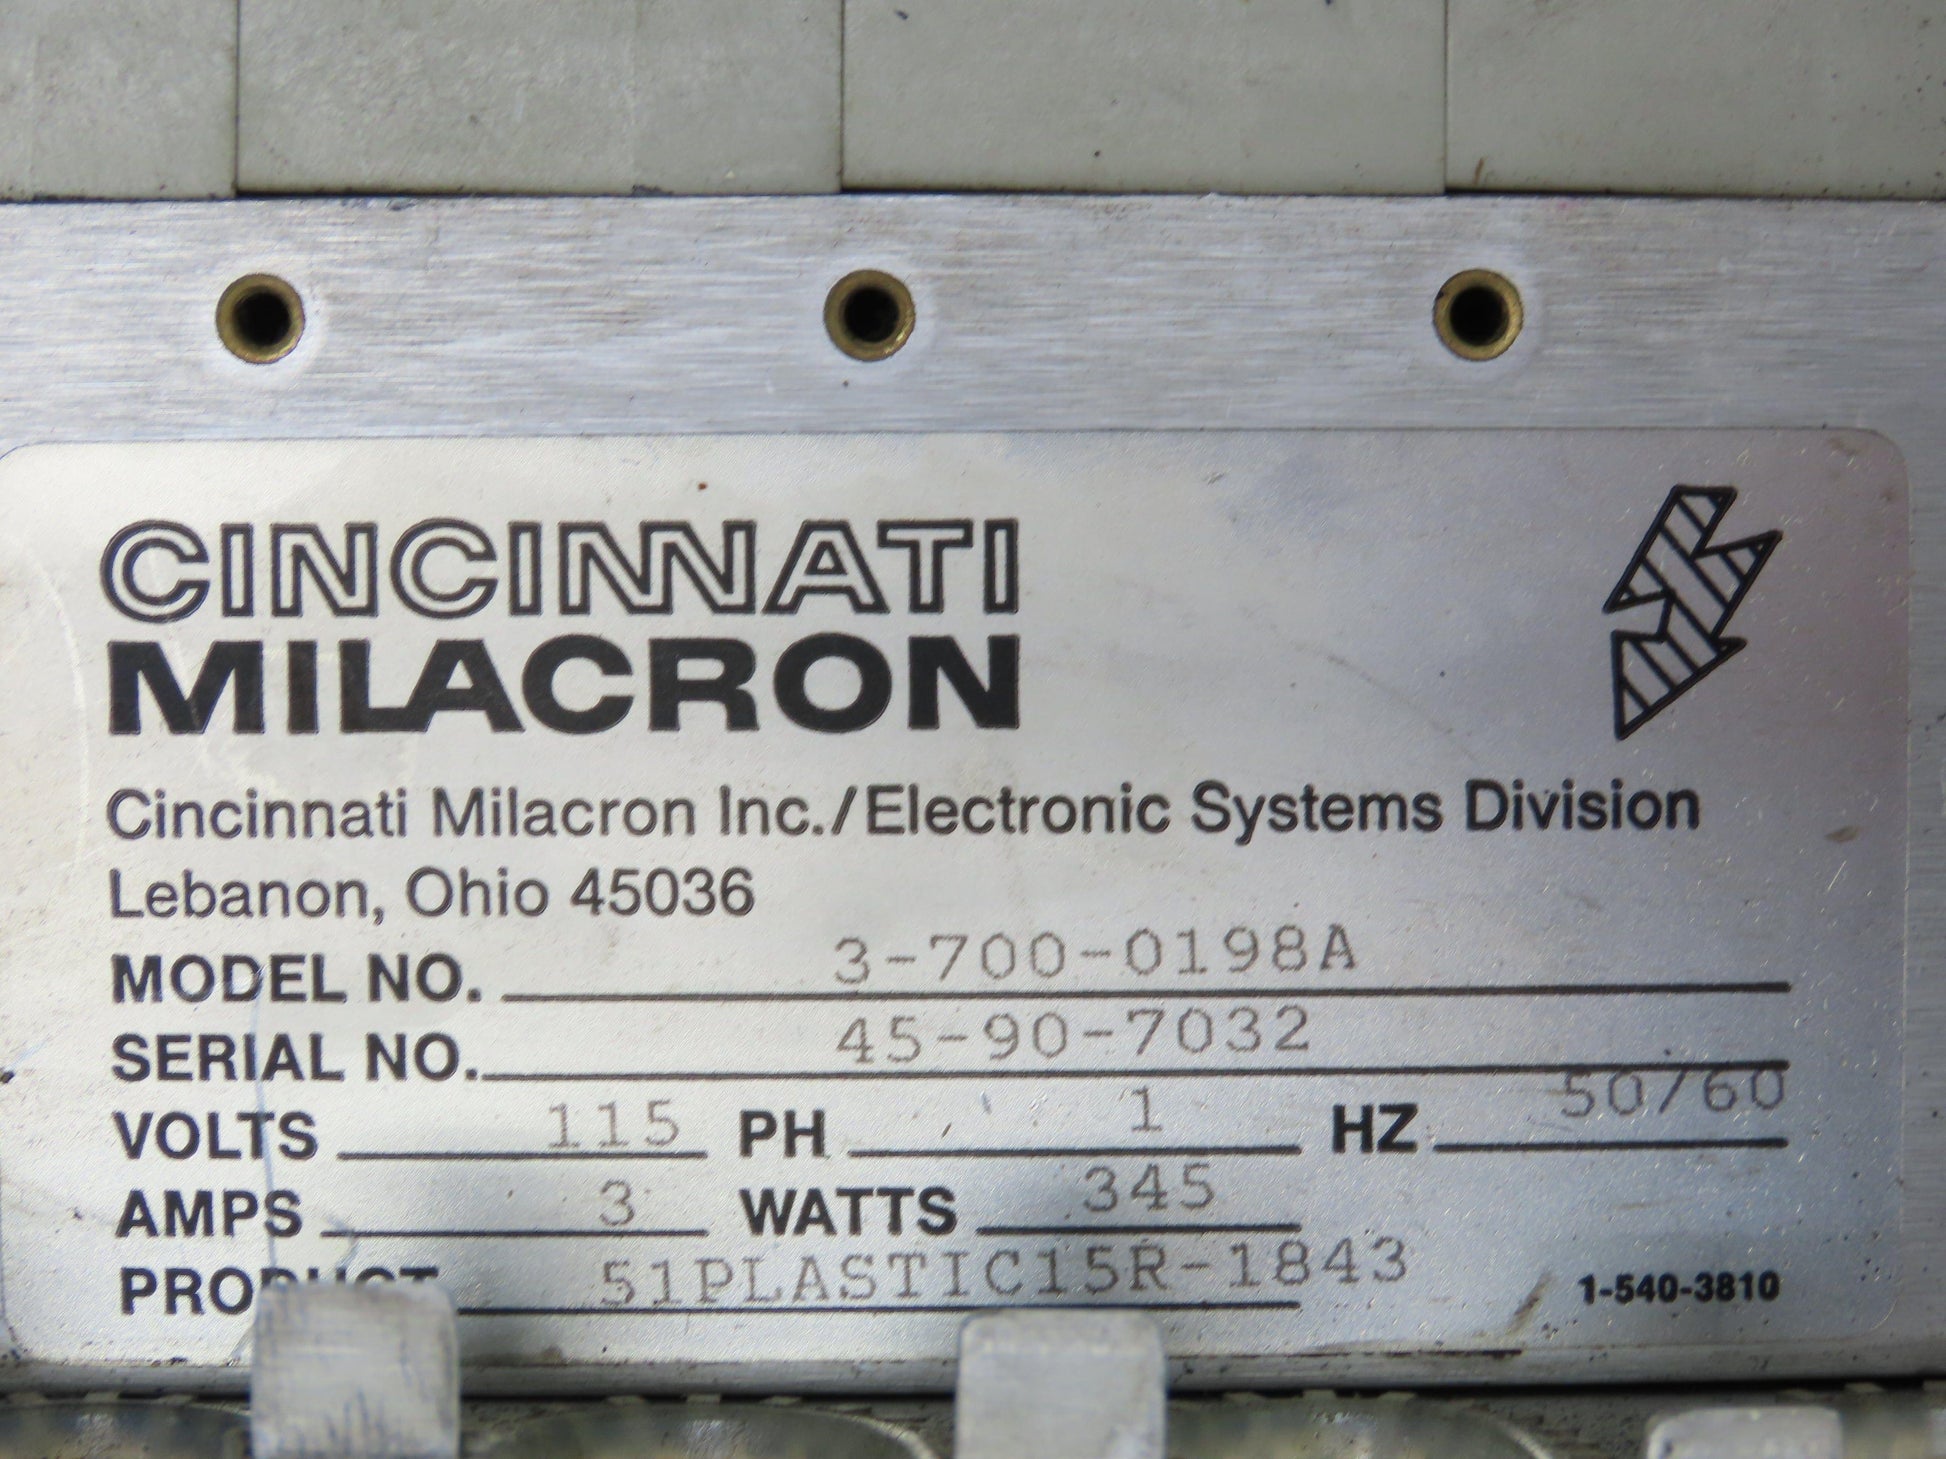 CINCINNATI
MILACRON
Cincinnati Milacron Inc./Electronic Systems Division
Lebanon, Ohio 45036
MODEL NO. 3-700-0198A
SERIAL NO. 45-90-7032
VOLTS 115 PH 1 HZ 50/60
AMPS 3 WATTS 345
PRODUCT 51PLASTIC15R-1843 1-540-3810